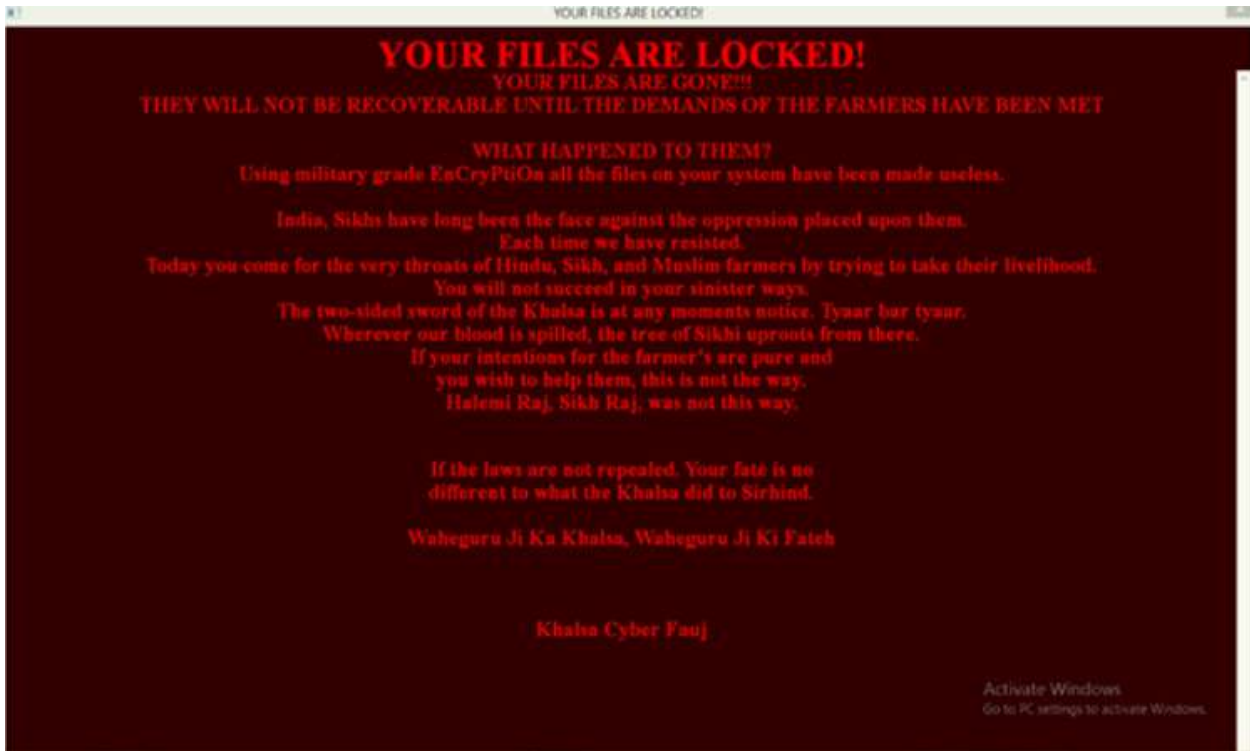 YOUR FILES ARE LOCKED!
YOUR FILES ARE LOCKED!
YOUR FILES ARE GONE!!!
THEY WILL NOT BE RECOVERABLE UNTIL THE DEMANDS OF THE FARMERS HAVE BEEN MET
WHAT HAPPENED TO THEM?
Using military grade EnCryPtiOn all the files on your system have been made useless.
India, Sikhs have long been the face against the oppression placed upon them.
Each time we have resisted.
Today you come for the very throats of Hindu, Sikh, and Muslim farmers by trying to take their livelihood.
You will not succeed in your sinister ways.
The two-sided sword of the Khalsa is at any moments notice. Tyaar bar tyaar.
Wherever our blood is spilled, the tree of Sikhi uproots from there.
If your intentions for the farmer's are pure and
you wish to help them, this is not the way.
Halemi Raj, Sikh Raj, was not this way.
If the laws are not repealed. Your fate is no
different to what the Khalsa did to Sirhind.
Waheguru Ji Ka Khalsa, Waheguru Ji Ki Fateh
Khalsa Cyber Fauj
Activate Windows
Go to PC settings to activate Windows.